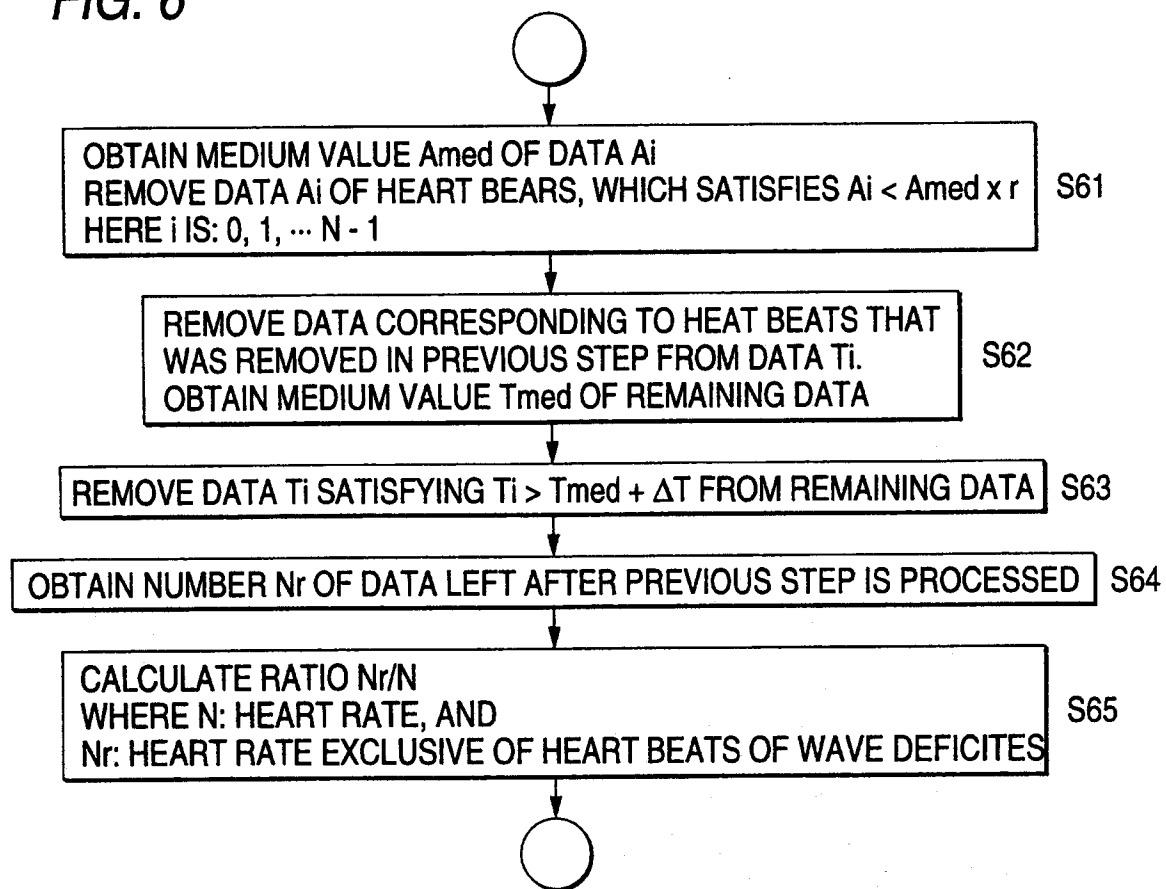 FIG. 6
OBTAIN MEDIUM VALUE Amed OF DATA Ai
REMOVE DATA Ai OF HEART BEARS, WHICH SATISFIES Ai < Amed x r
HERE i IS: 0, 1, ··· N - 1
S61
REMOVE DATA CORRESPONDING TO HEAT BEATS THAT
WAS REMOVED IN PREVIOUS STEP FROM DATA Ti.
OBTAIN MEDIUM VALUE Tmed OF REMAINING DATA
S62
REMOVE DATA Ti SATISFYING Ti > Tmed + ΔT FROM REMAINING DATA
S63
OBTAIN NUMBER Nr OF DATA LEFT AFTER PREVIOUS STEP IS PROCESSED
S64
CALCULATE RATIO Nr/N
WHERE N: HEART RATE, AND
Nr: HEART RATE EXCLUSIVE OF HEART BEATS OF WAVE DEFICITES
S65